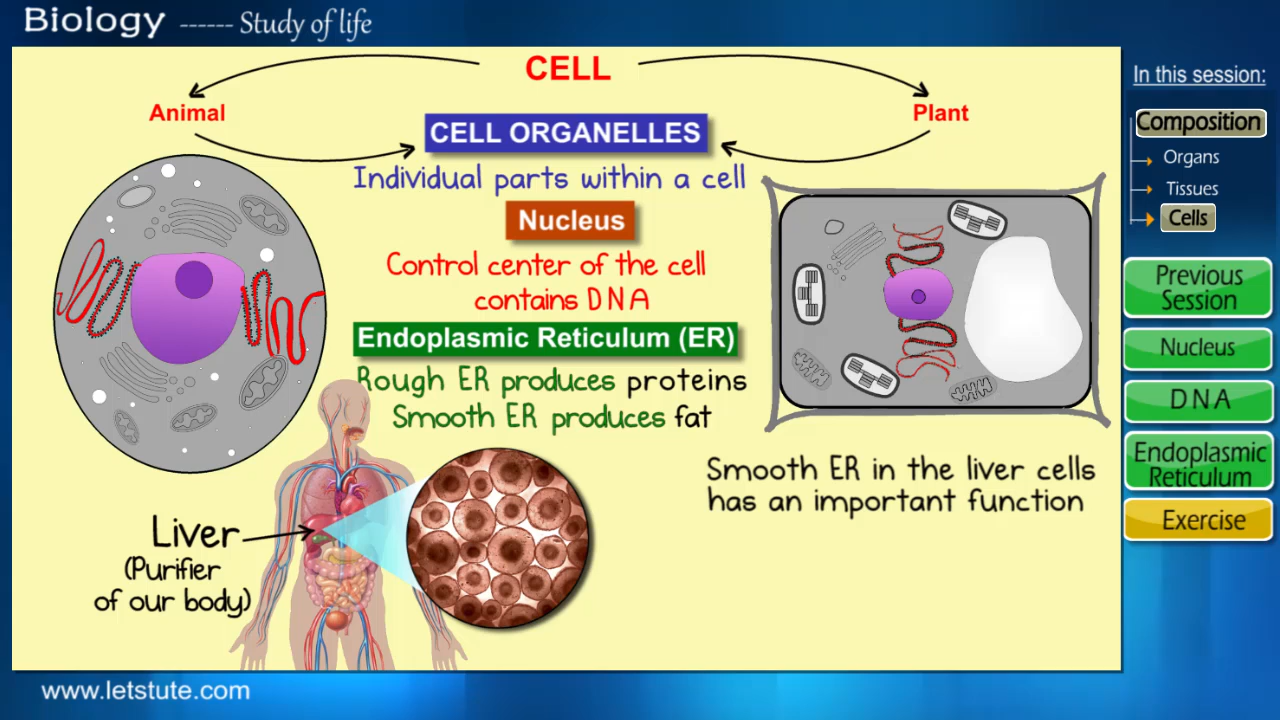 Biology ------ Study of life
CELL
Animal
Plant
CELL ORGANELLES
Individual parts within a cell
Nucleus
Control center of the cell
contains DNA
Endoplasmic Reticulum (ER)
Rough ER produces proteins
Smooth ER produces fat
Liver
(Purifier
of our body)
Smooth ER in the liver cells
has an important function
In this session:
Composition
Organs
Tissues
Cells
Previous
Session
Nucleus
DNA
Endoplasmic
Reticulum
Exercise
www.letstute.com